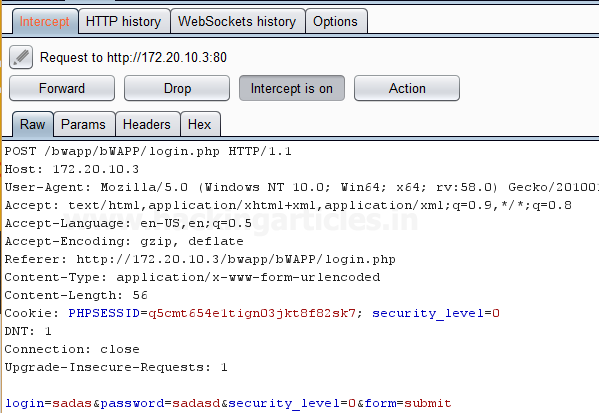 Intercept HTTP history WebSockets history Options
Request to http://172.20.10.3:80
Forward Drop Intercept is on Action
Raw Params Headers Hex
POST /bwapp/bWAPP/login.php HTTP/1.1
Host: 172.20.10.3
User-Agent: Mozilla/5.0 (Windows NT 10.0; Win64; x64; rv:58.0) Gecko/201001
Accept: text/html,application/xhtml+xml,application/xml;q=0.9,*/*;q=0.8
Accept-Language: en-US,en;q=0.5
Accept-Encoding: gzip, deflate
Referer: http://172.20.10.3/bwapp/bWAPP/login.php
Content-Type: application/x-www-form-urlencoded
Content-Length: 56
Cookie: PHPSESSID=q5cmt654e1tign03jkt8f82sk7; security_level=0
DNT: 1
Connection: close
Upgrade-Insecure-Requests: 1
login=sadas&password=sadasd&security_level=0&form=submit